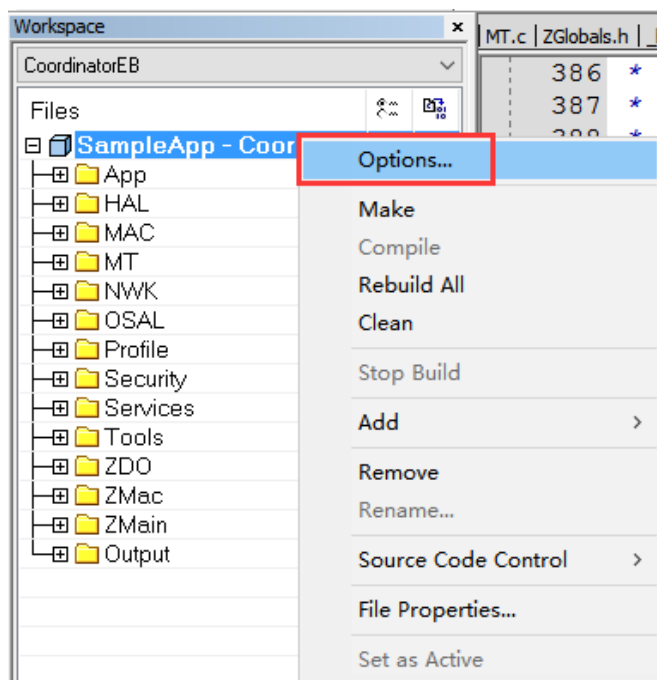 Workspace
MT.c | ZGlobals.h |
CoordinatorEB
386 *
Files
387 *
388 *
SampleApp - Coor
Options...
App
HAL
Make
MAC
Compile
MT
Rebuild All
NWK
Clean
OSAL
Profile
Stop Build
Security
Services
Add
Tools
ZDO
Remove
ZMac
Rename...
ZMain
Output
Source Code Control
File Properties...
Set as Active